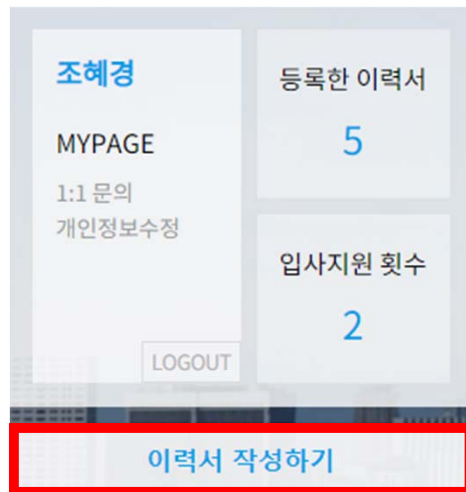 조혜경
MYPAGE
1:1 문의
개인정보수정
LOGOUT
등록한 이력서
5
입사지원 횟수
2
이력서 작성하기